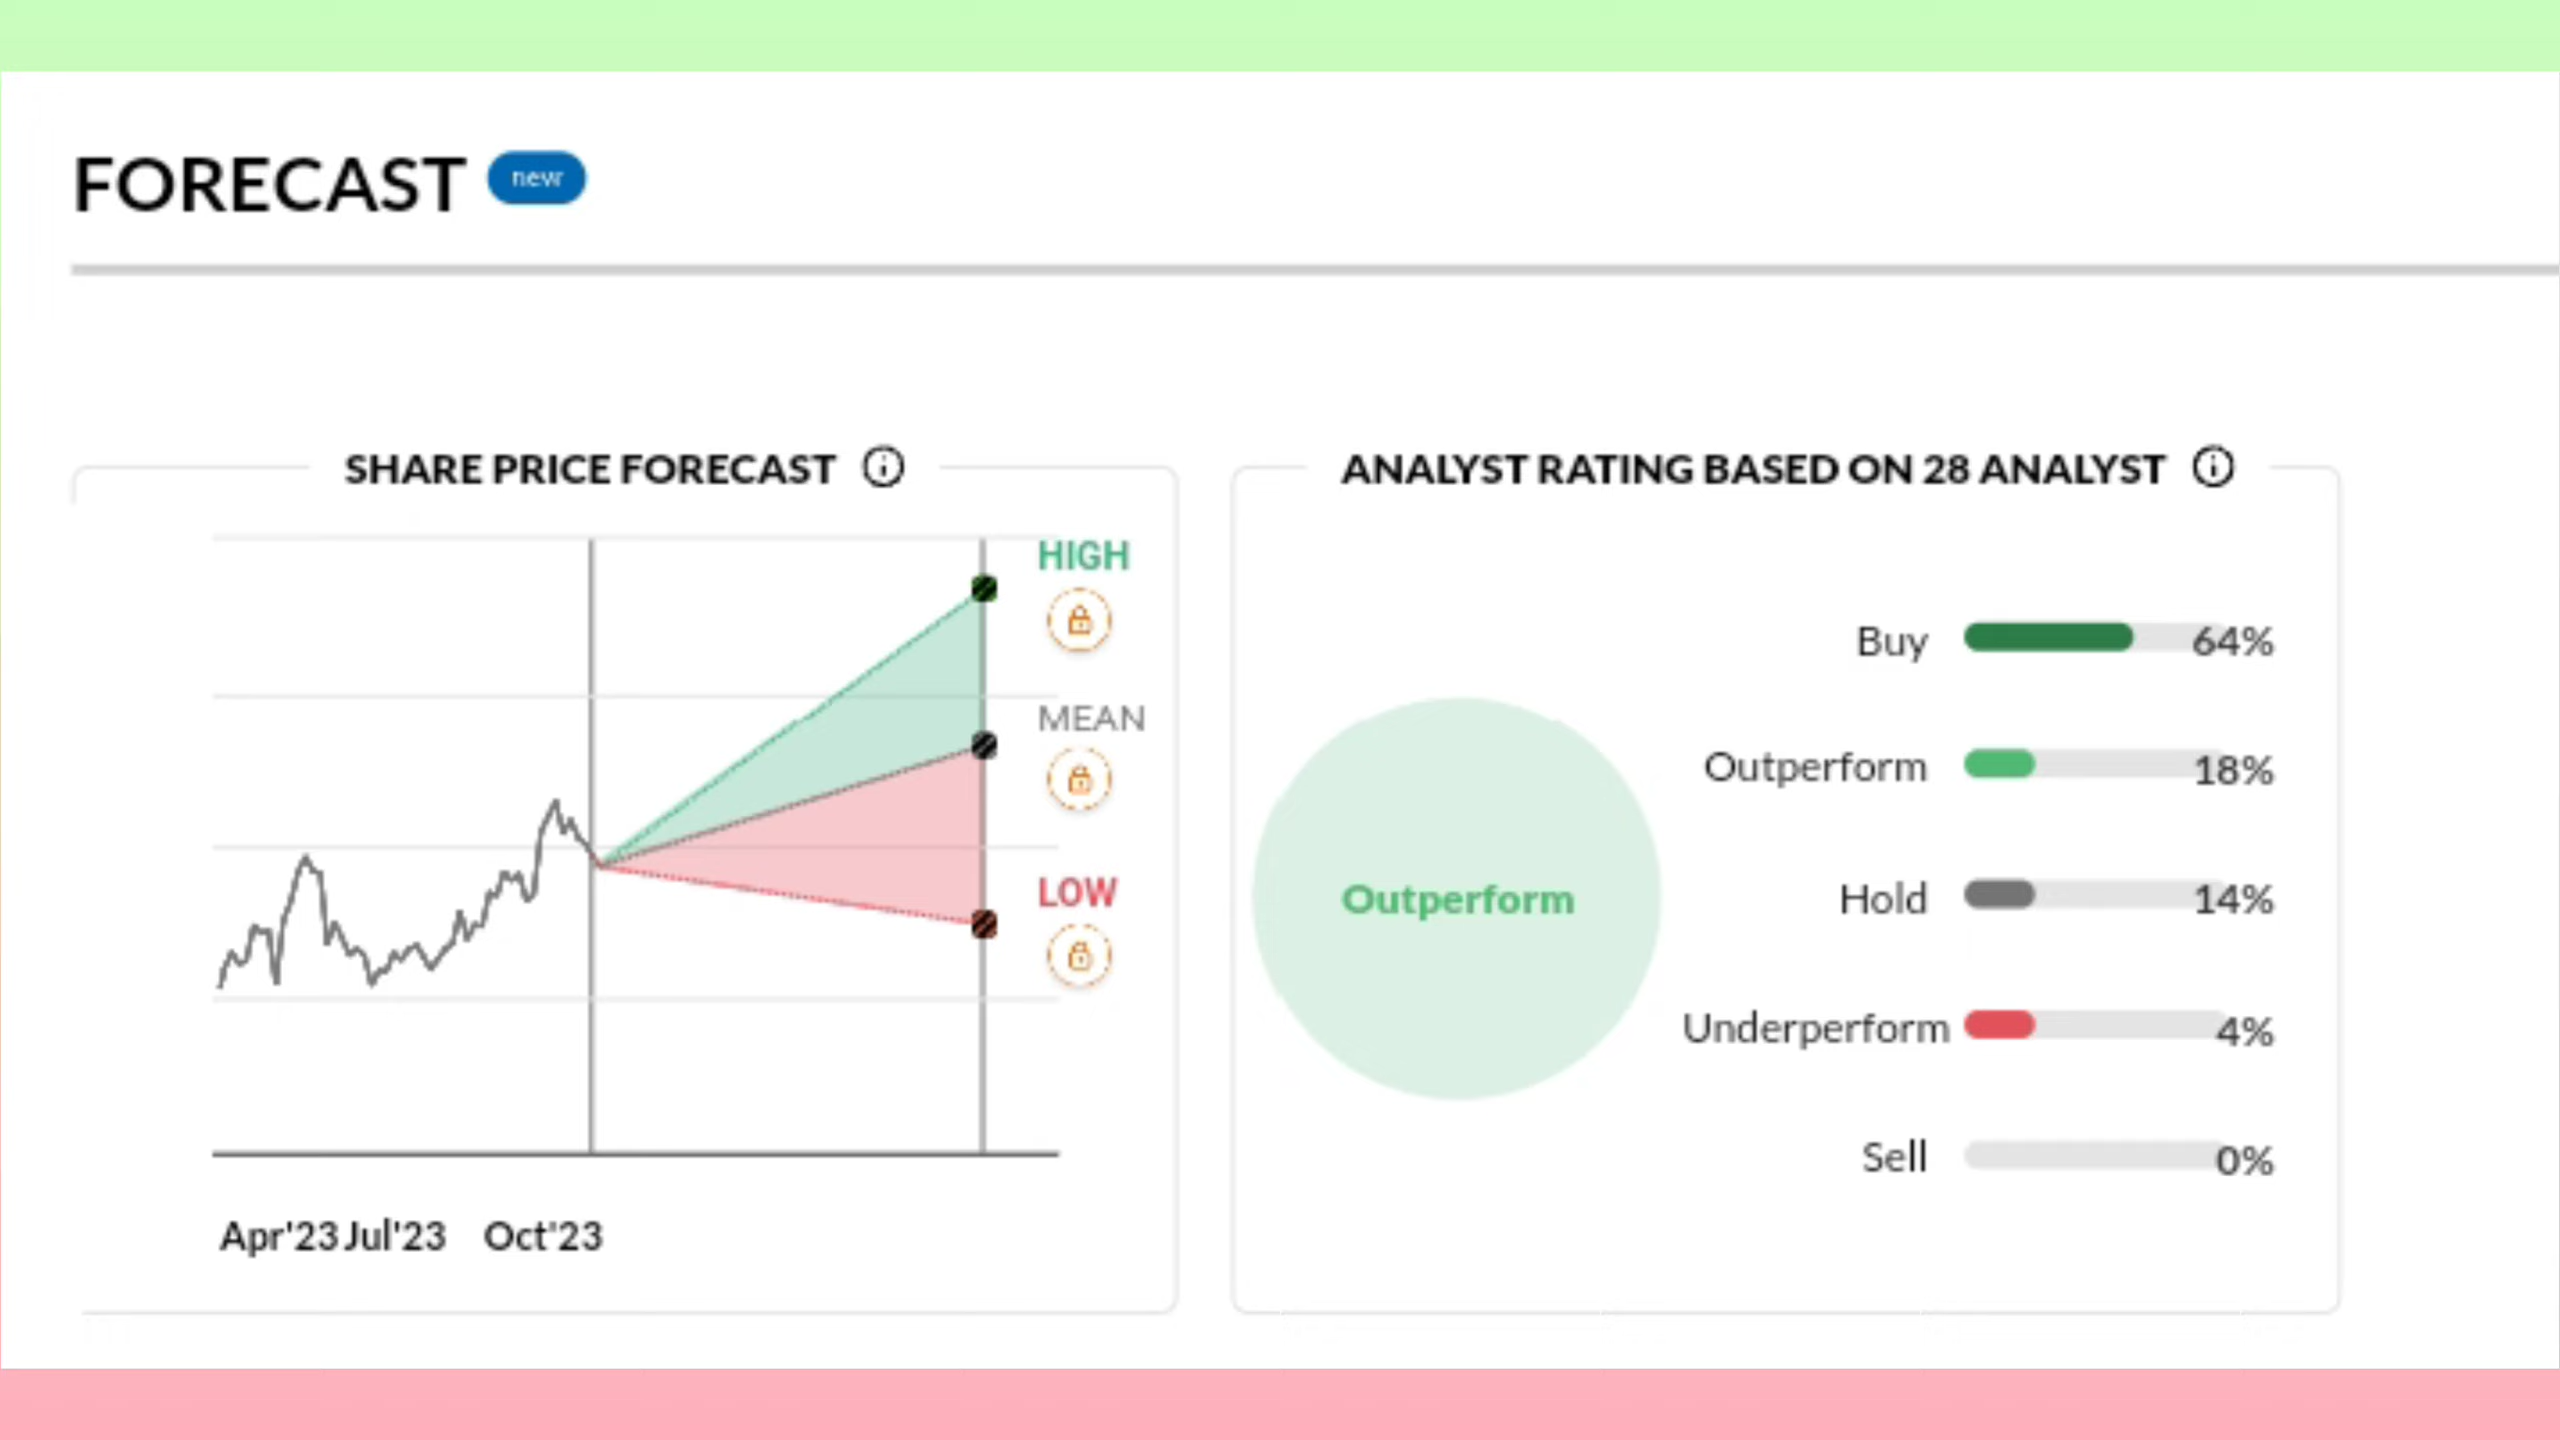 FORECAST new
SHARE PRICE FORECAST
HIGH
MEAN
LOW
Apr'23 Jul'23 Oct'23
ANALYST RATING BASED ON 28 ANALYST
Outperform
Buy 64%
Outperform 18%
Hold 14%
Underperform 4%
Sell 0%